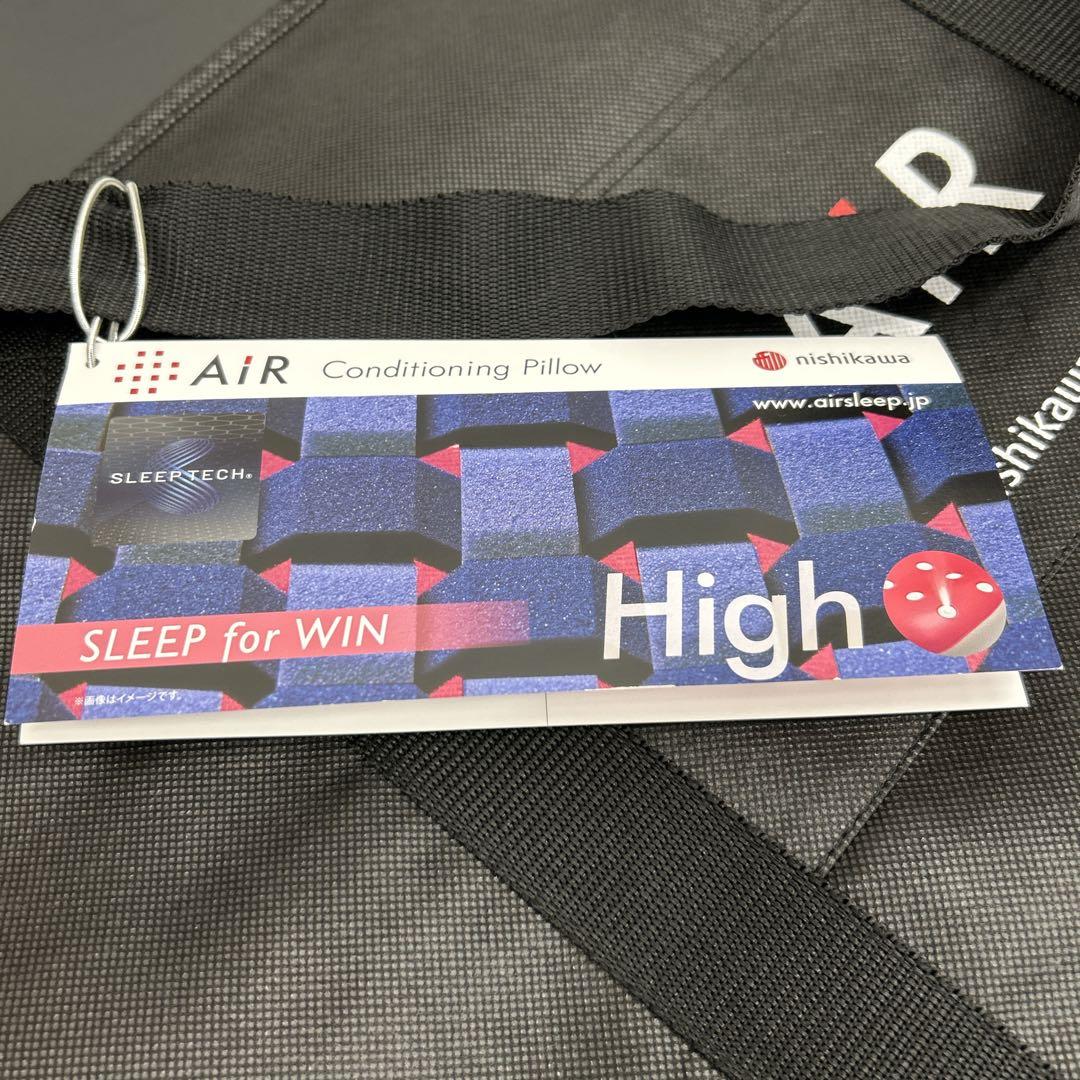 AiR
AiR Conditioning Pillow nishikawa
www.airsleep.jp
nishikawa
SLEEPTECH®
SLEEP for WIN
High
※画像はイメージです。